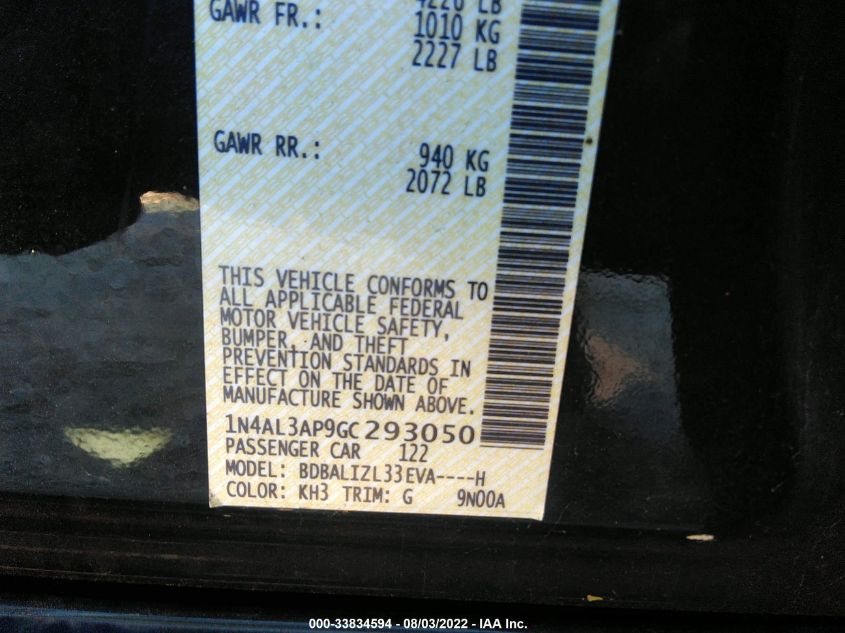 GAWR FR.: 1010 KG
2227 LB
GAWR RR.: 940 KG
2072 LB
THIS VEHICLE CONFORMS TO
ALL APPLICABLE FEDERAL
MOTOR VEHICLE SAFETY,
BUMPER, AND THEFT
PREVENTION STANDARDS IN
EFFECT ON THE DATE OF
MANUFACTURE SHOWN ABOVE.
1N4AL3AP9GC293050
PASSENGER CAR 122
MODEL: BDBALIZL33EVA----H
COLOR: KH3 TRIM: G 9N00A
000-33834594 - 08/03/2022 - IAA Inc.